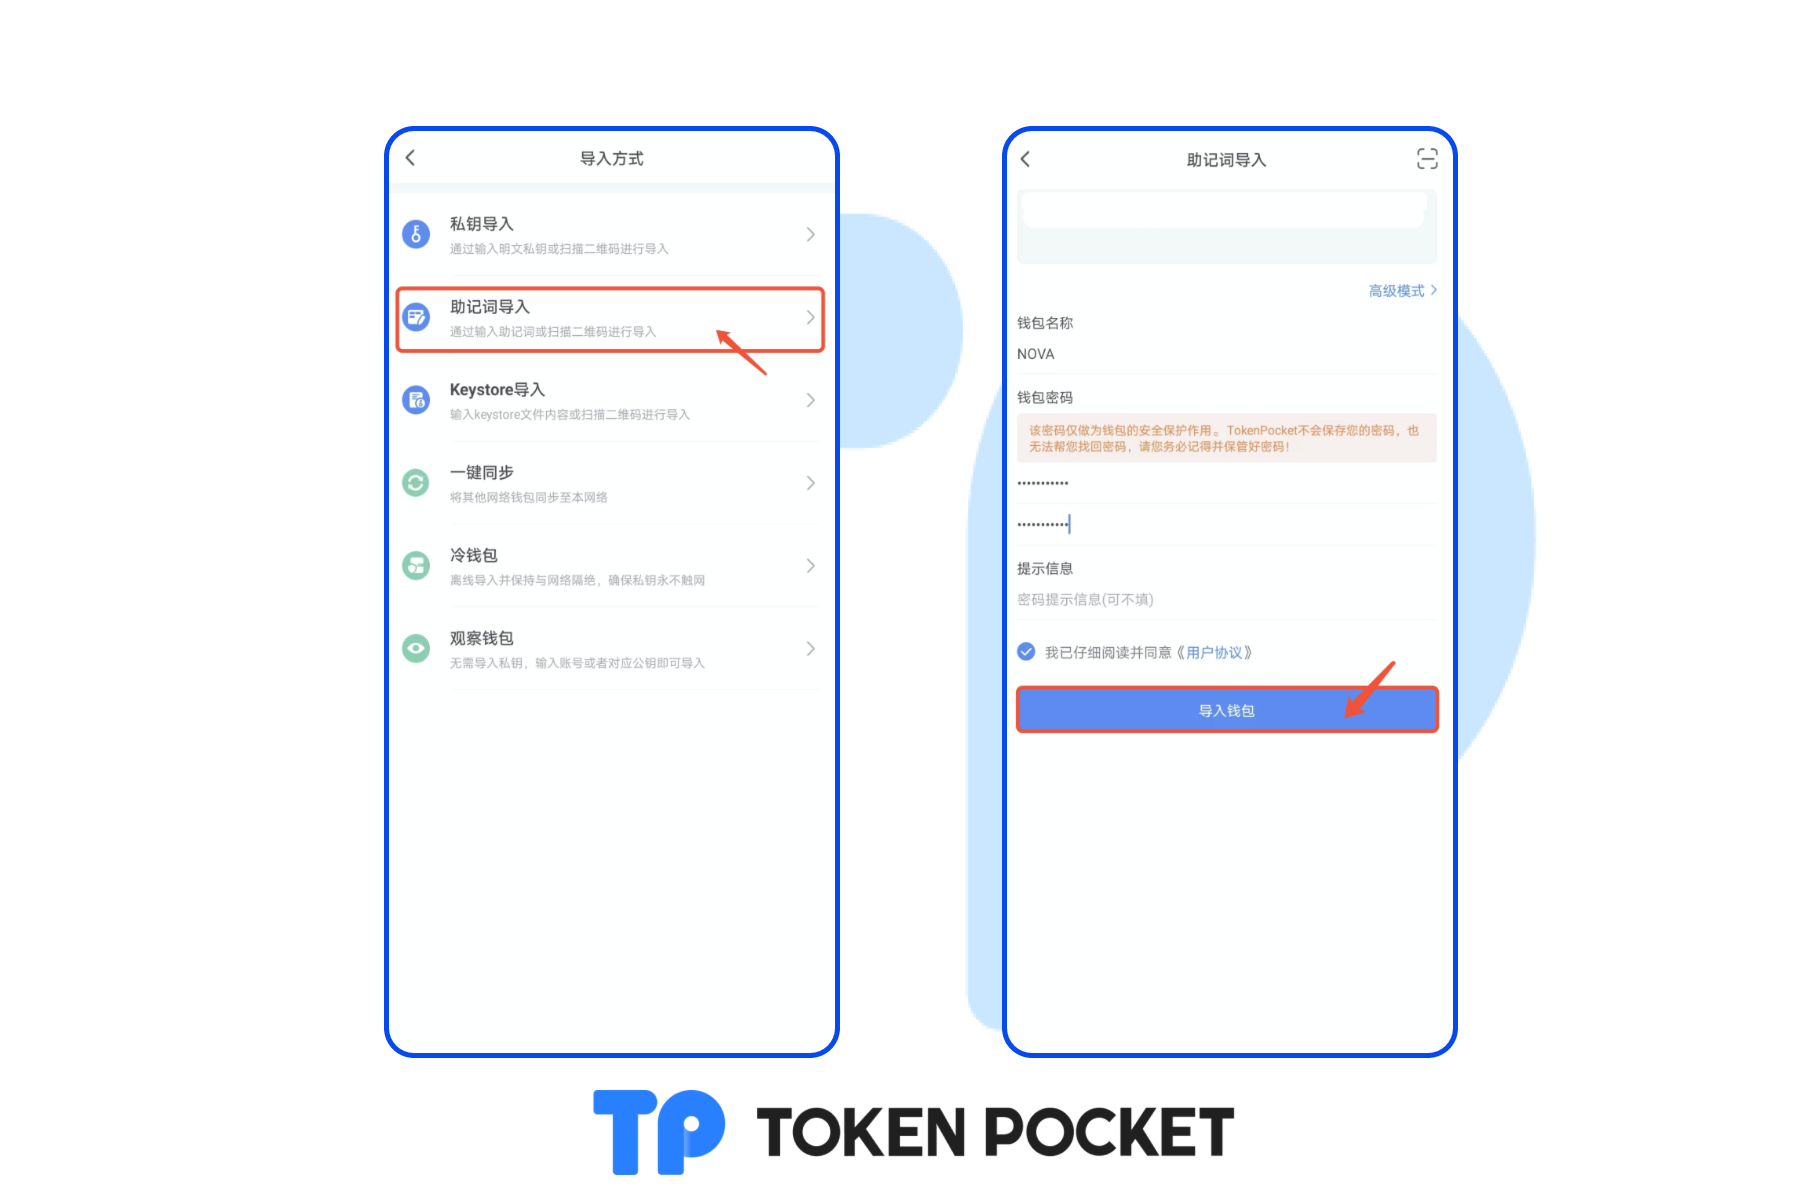 导入方式
私钥导入
通过输入明文私钥或扫描二维码进行导入
助记词导入
通过输入助记词或扫描二维码进行导入
Keystore导入
输入keystore文件内容或扫描二维码进行导入
一键同步
将其他网络钱包同步至本网络
冷钱包
离线导入并保持与网络隔绝，确保私钥永不触网
观察钱包
无需导入私钥，输入账号或者对应公钥即可导入
助记词导入
高级模式
钱包名称
NOVA
钱包密码
该密码仅做为钱包的安全保护作用。TokenPocket不会保存您的密码，也
无法帮您找回密码，请您务必记得并保管好密码！
•••••••••••
•••••••••••
提示信息
密码提示信息(可不填)
我已仔细阅读并同意《用户协议》
导入钱包
TP TOKEN POCKET